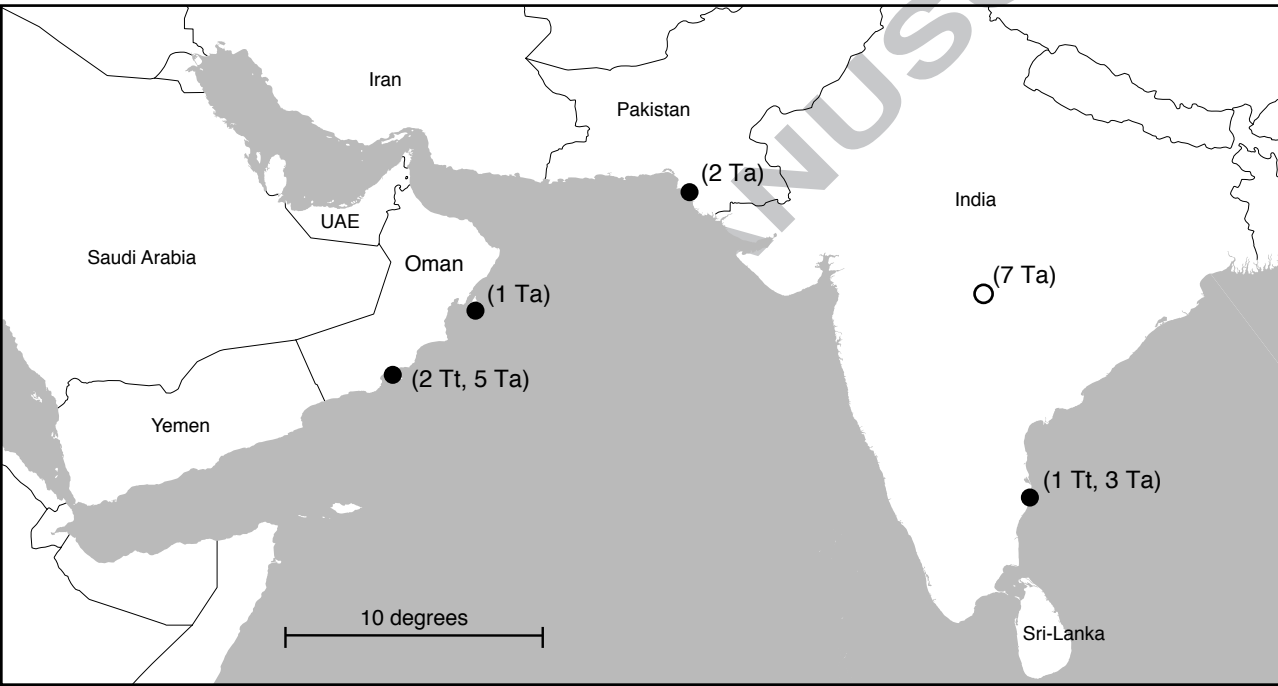 Iran
Pakistan
(2 Ta)
India
UAE
Saudi Arabia
Oman
(7 Ta)
(1 Ta)
(2 Tt, 5 Ta)
Yemen
(1 Tt, 3 Ta)
10 degrees
Sri-Lanka